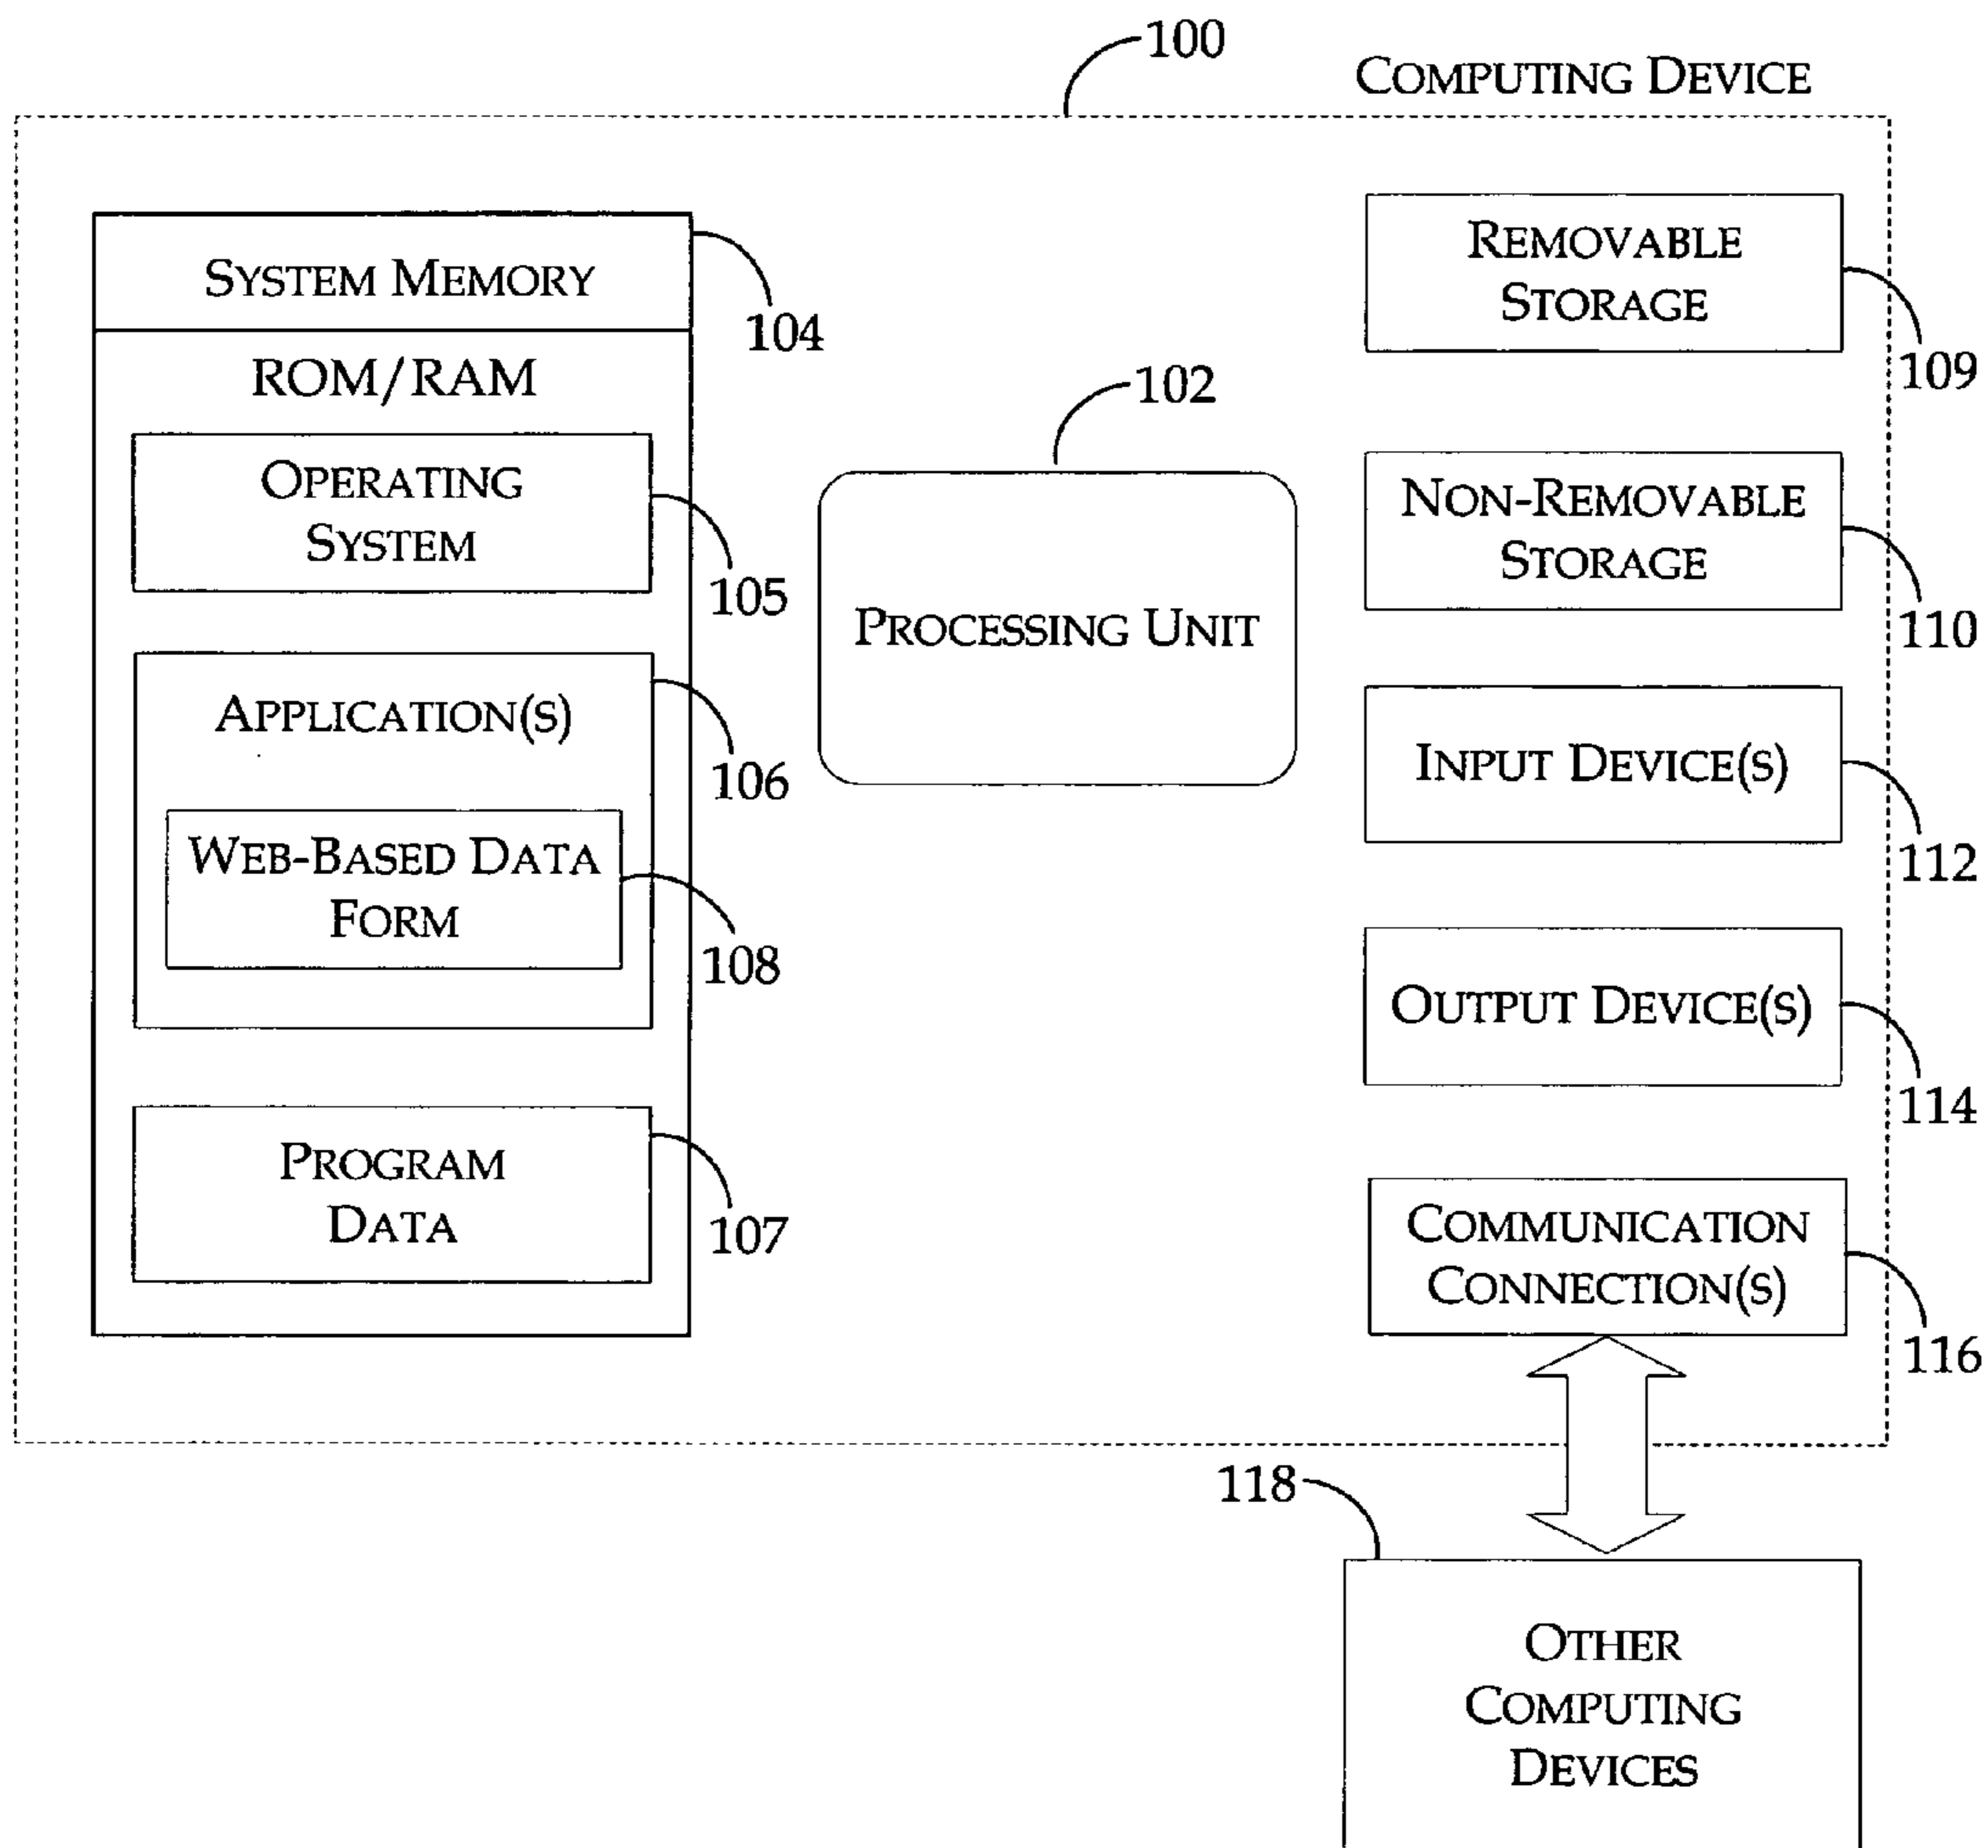 100
COMPUTING DEVICE
SYSTEM MEMORY
104
ROM/RAM
OPERATING
SYSTEM
105
APPLICATION(S)
106
WEB-BASED DATA
FORM
108
PROGRAM
DATA
107
102
PROCESSING UNIT
REMOVABLE
STORAGE
109
NON-REMOVABLE
STORAGE
110
INPUT DEVICE(S)
112
OUTPUT DEVICE(S)
114
COMMUNICATION
CONNECTION(S)
116
118
OTHER
COMPUTING
DEVICES